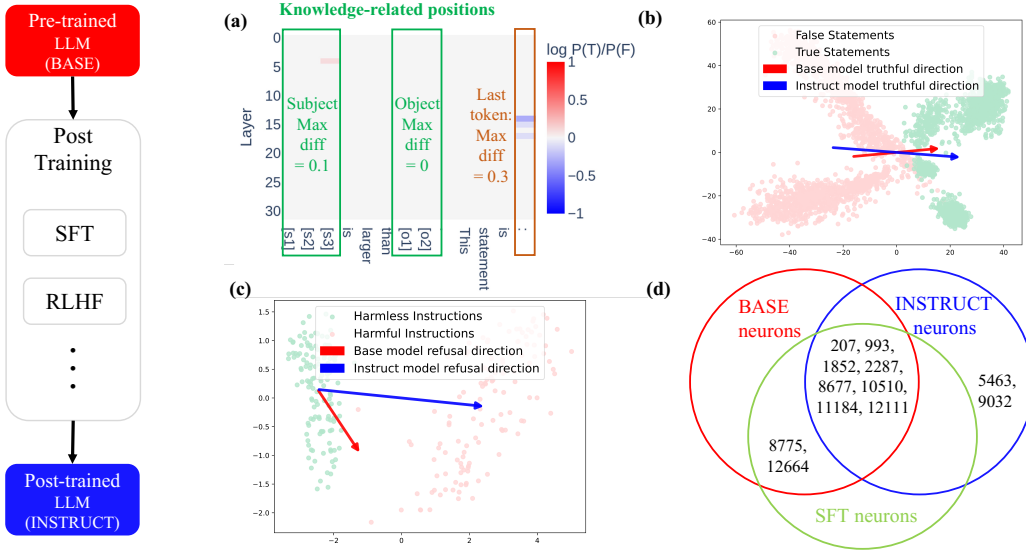 Pre-trained
LLM
(BASE)
Post
Training
SFT
RLHF
Post-trained
LLM
(INSTRUCT)
Knowledge-related positions
(a)
log P(T)/P(F)
Layer
0
5
10
15
20
25
30
Subject
Max
diff
= 0.1
Object
Max
diff
= 0
Last
token:
Max
diff
= 0.3
1
0.5
0
−0.5
−1
[s1]
[s2]
[s3]
is
larger
than
[o1]
[o2]
.
This
statement
is
:
(b)
False Statements
True Statements
Base model truthful direction
Instruct model truthful direction
60
40
20
0
−20
−40
−60
−40
−20
0
20
40
(c)
Harmless Instructions
Harmful Instructions
Base model refusal direction
Instruct model refusal direction
1.5
1.0
0.5
0.0
−0.5
−1.0
−1.5
−2.0
−2
0
2
4
(d)
BASE
neurons
INSTRUCT
neurons
207, 993,
1852, 2287,
8677, 10510,
11184, 12111
5463,
9032
8775,
12664
SFT neurons